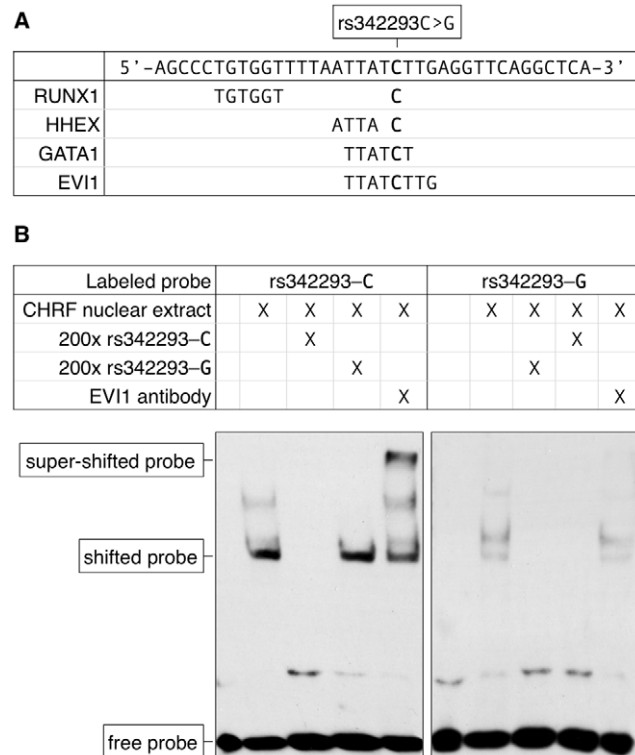 A
rs342293C>G
5'-AGCCCTGTGGTTTTAATTATCTTGAGGTTCAGGCTCA-3'
RUNX1 TGTGGT C
HHEX ATTA C
GATA1 TTATCT
EVI1 TTATCTTG
B
Labeled probe rs342293-C rs342293-G
CHRF nuclear extract X X X X X X X X
200x rs342293-C X X
200x rs342293-G X X
EVI1 antibody X X
super-shifted probe
shifted probe
free probe